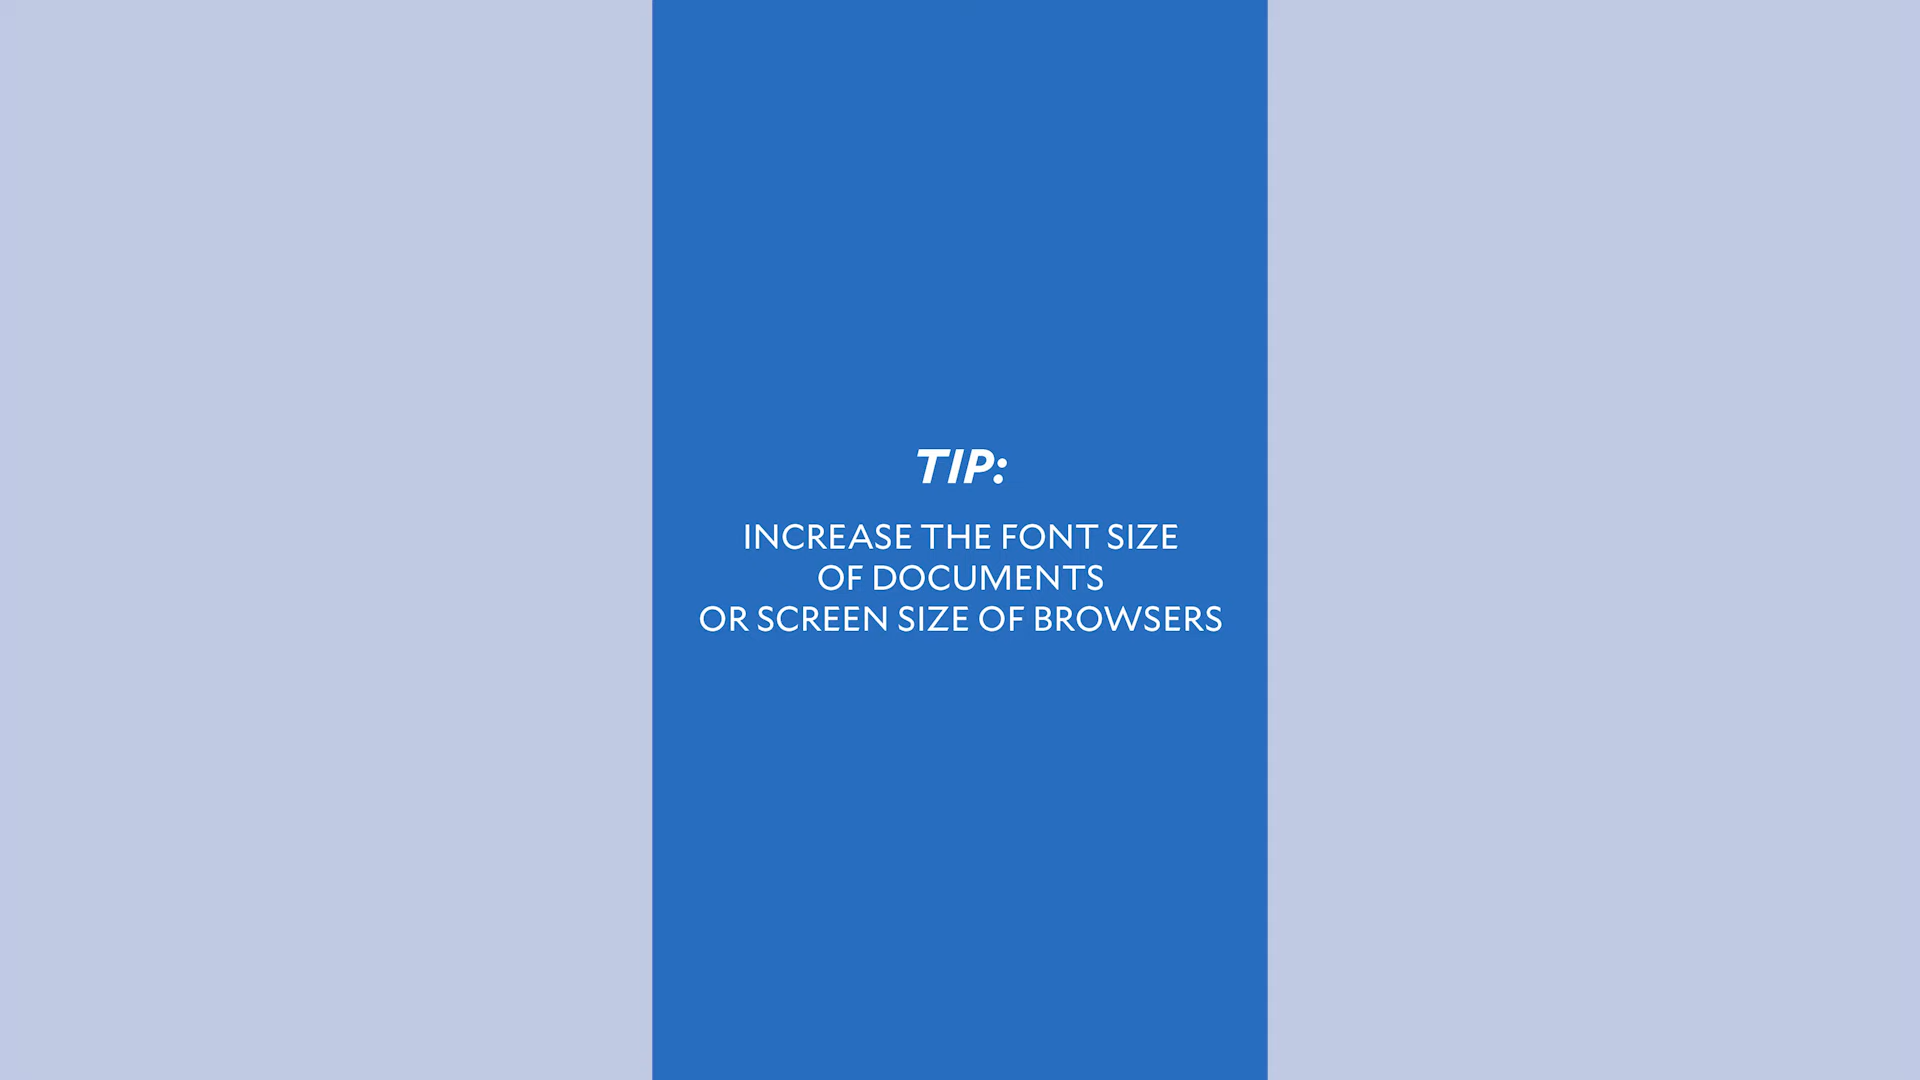 TIP:
INCREASE THE FONT SIZE
OF DOCUMENTS
OR SCREEN SIZE OF BROWSERS